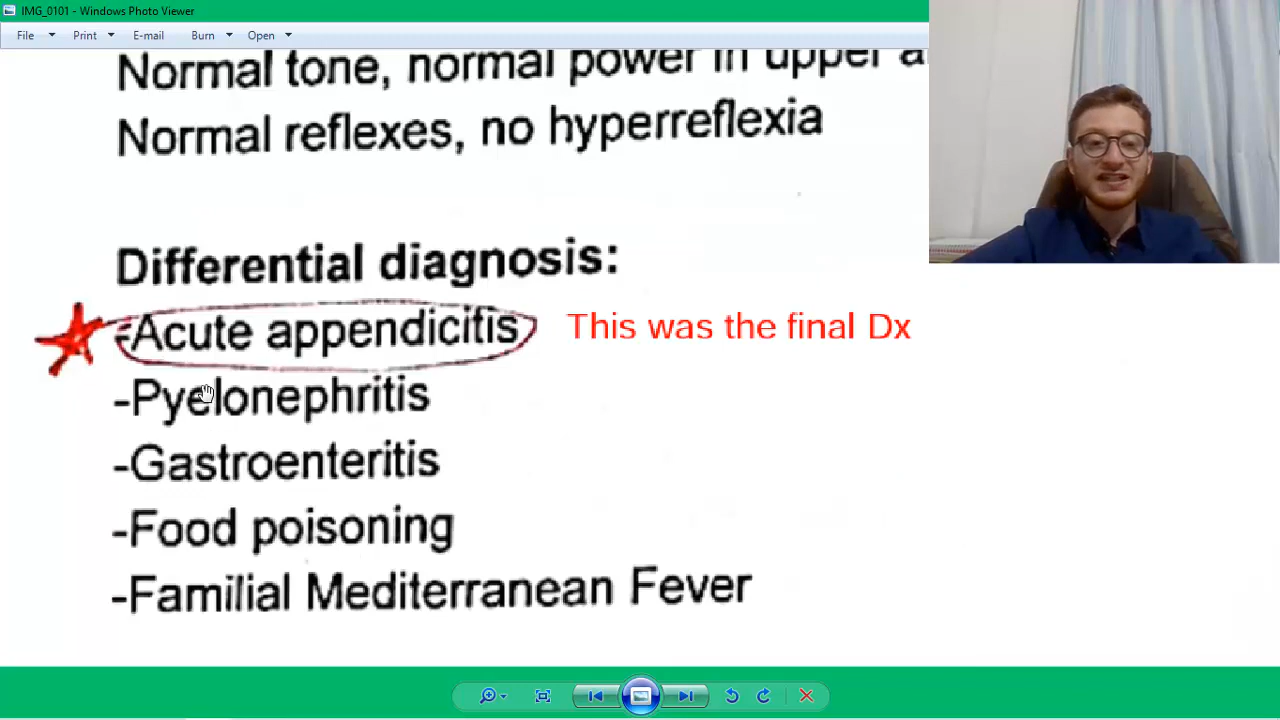 IMG_0101 - Windows Photo Viewer
File Print E-mail Burn Open
Normal tone, normal power in upper
Normal reflexes, no hyperreflexia
Differential diagnosis:
-Acute appendicitis This was the final Dx
-Pyelonephritis
-Gastroenteritis
-Food poisoning
-Familial Mediterranean Fever